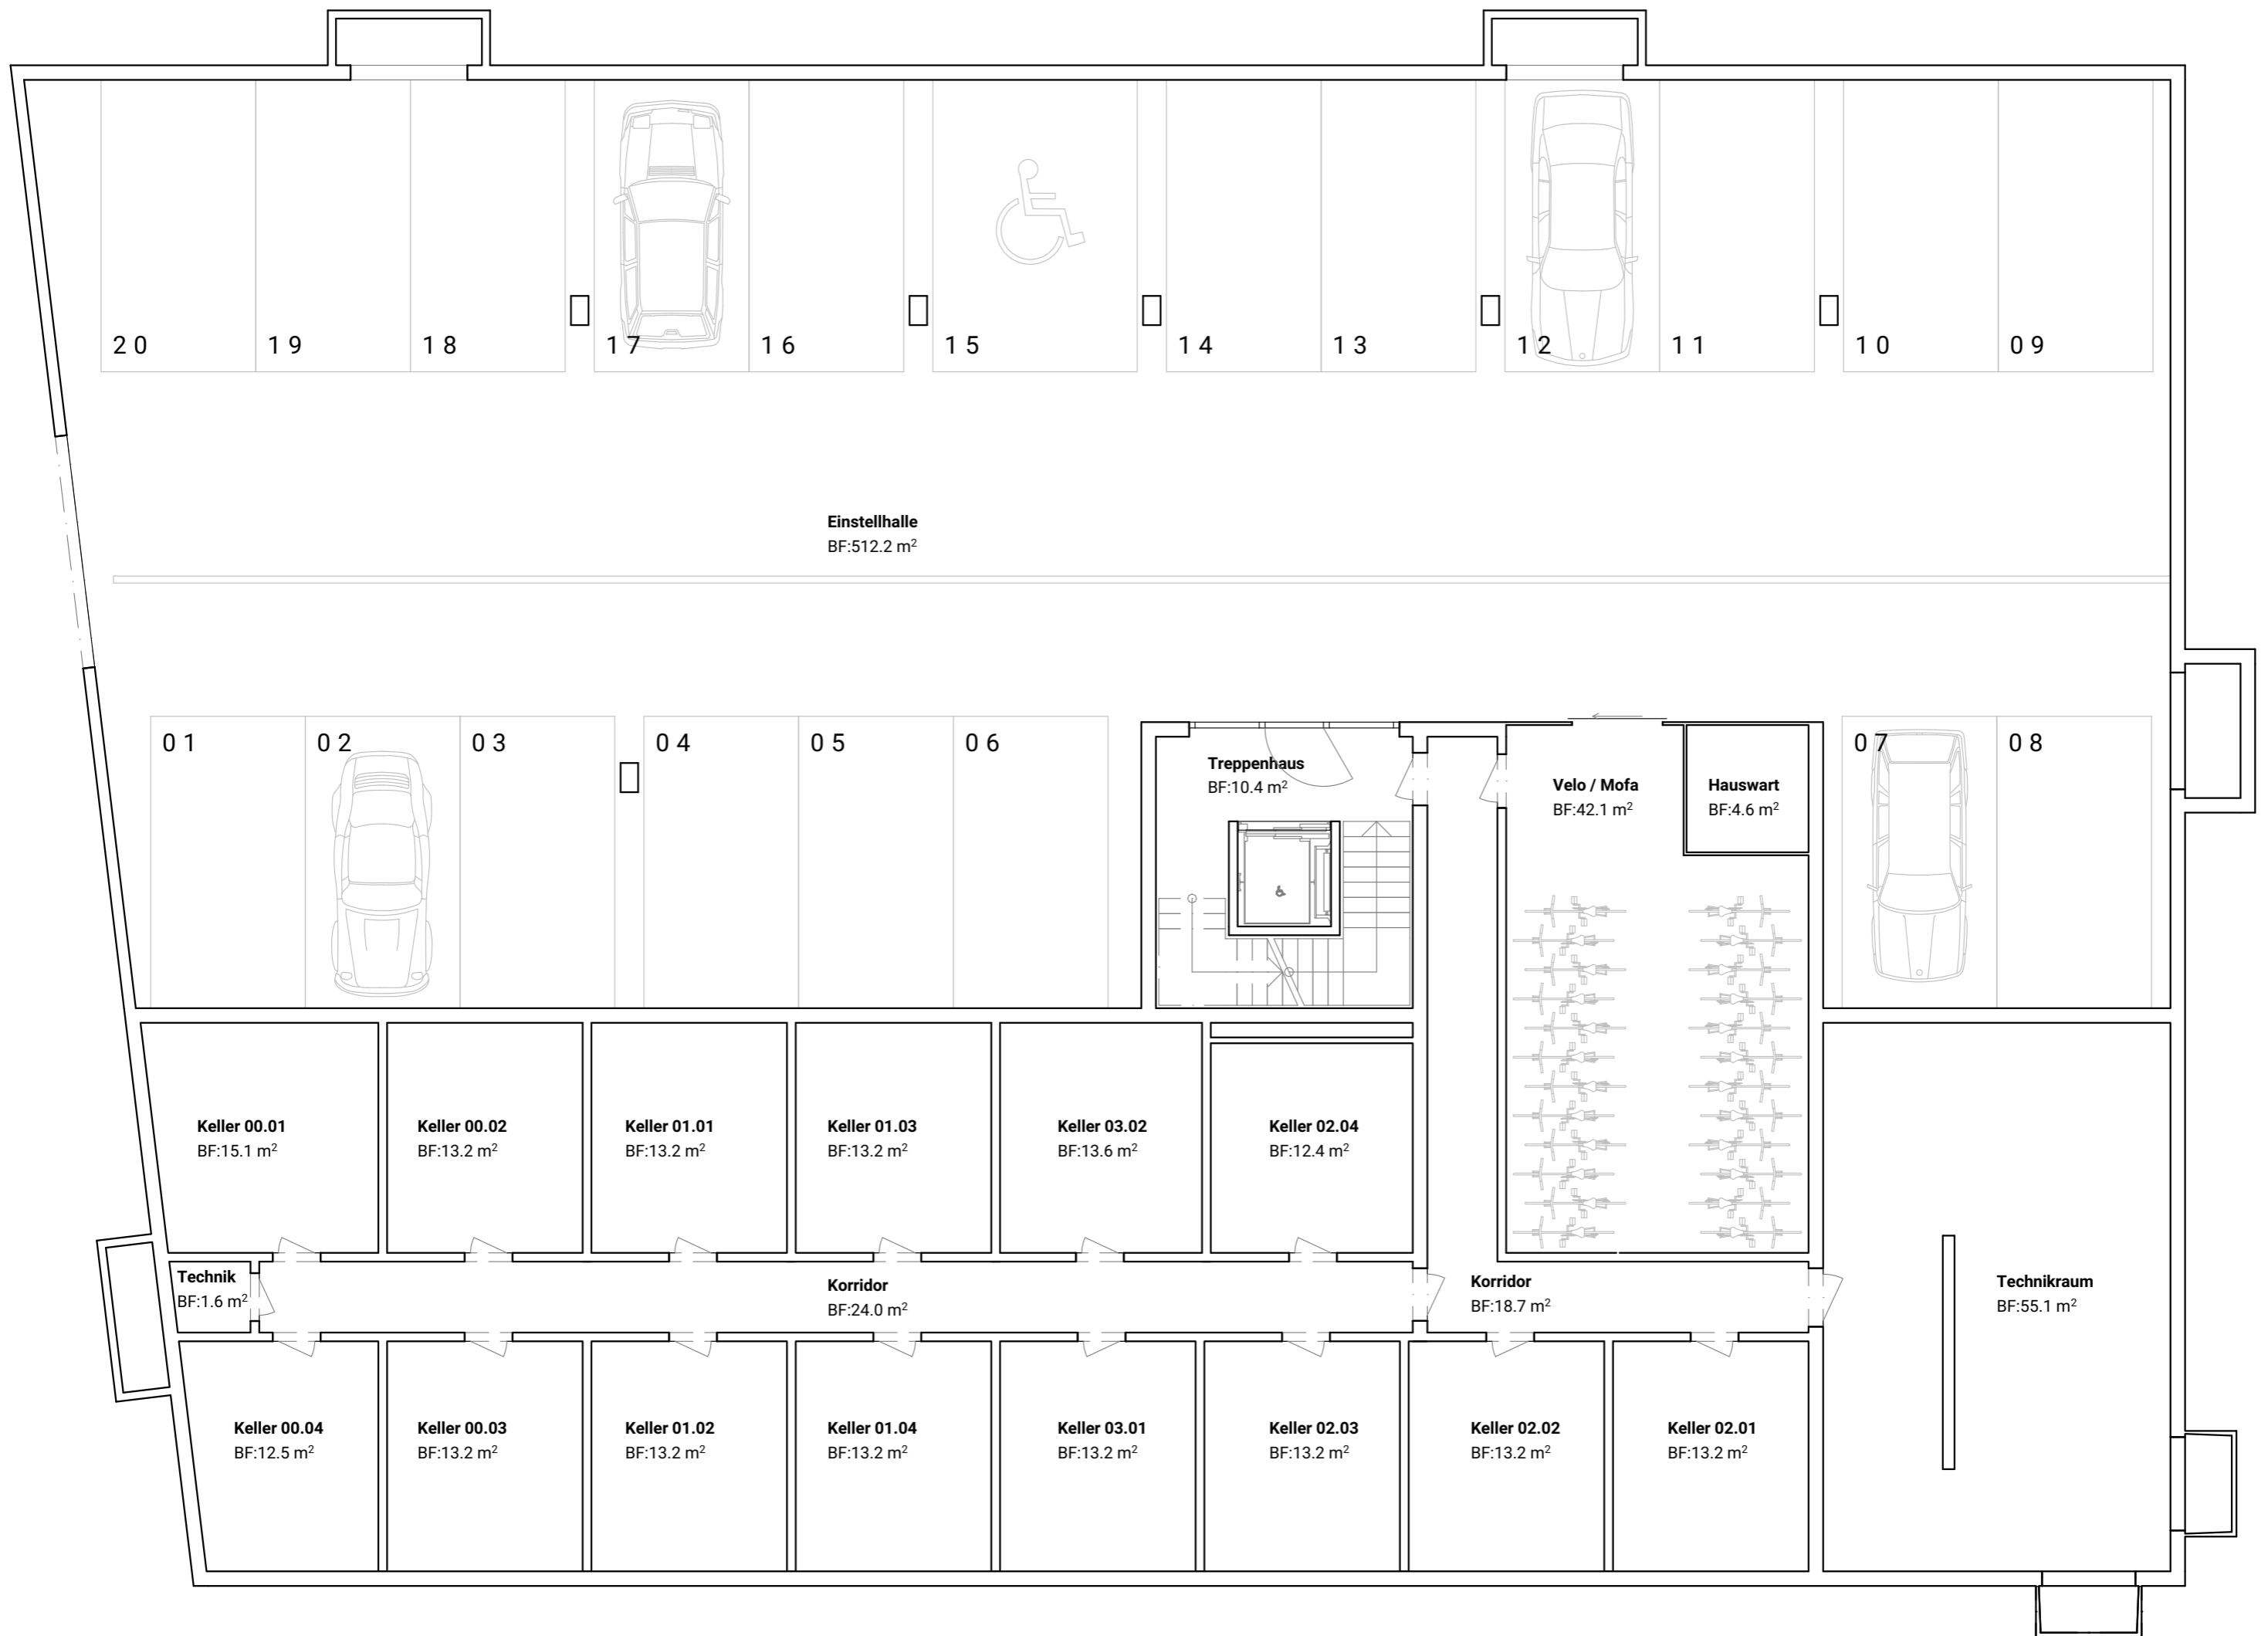 20 19 18 17 16 15 14 13 12 11 10 09
Einstellhalle
BF:512.2 m²
01 02 03 04 05 06 07 08
Treppenhaus
BF:10.4 m²
Velo / Mofa
BF:42.1 m²
Hauswart
BF:4.6 m²
Keller 00.01
BF:15.1 m²
Keller 00.02
BF:13.2 m²
Keller 01.01
BF:13.2 m²
Keller 01.03
BF:13.2 m²
Keller 03.02
BF:13.6 m²
Keller 02.04
BF:12.4 m²
Technik
BF:1.6 m²
Korridor
BF:24.0 m²
Korridor
BF:18.7 m²
Technikraum
BF:55.1 m²
Keller 00.04
BF:12.5 m²
Keller 00.03
BF:13.2 m²
Keller 01.02
BF:13.2 m²
Keller 01.04
BF:13.2 m²
Keller 03.01
BF:13.2 m²
Keller 02.03
BF:13.2 m²
Keller 02.02
BF:13.2 m²
Keller 02.01
BF:13.2 m²